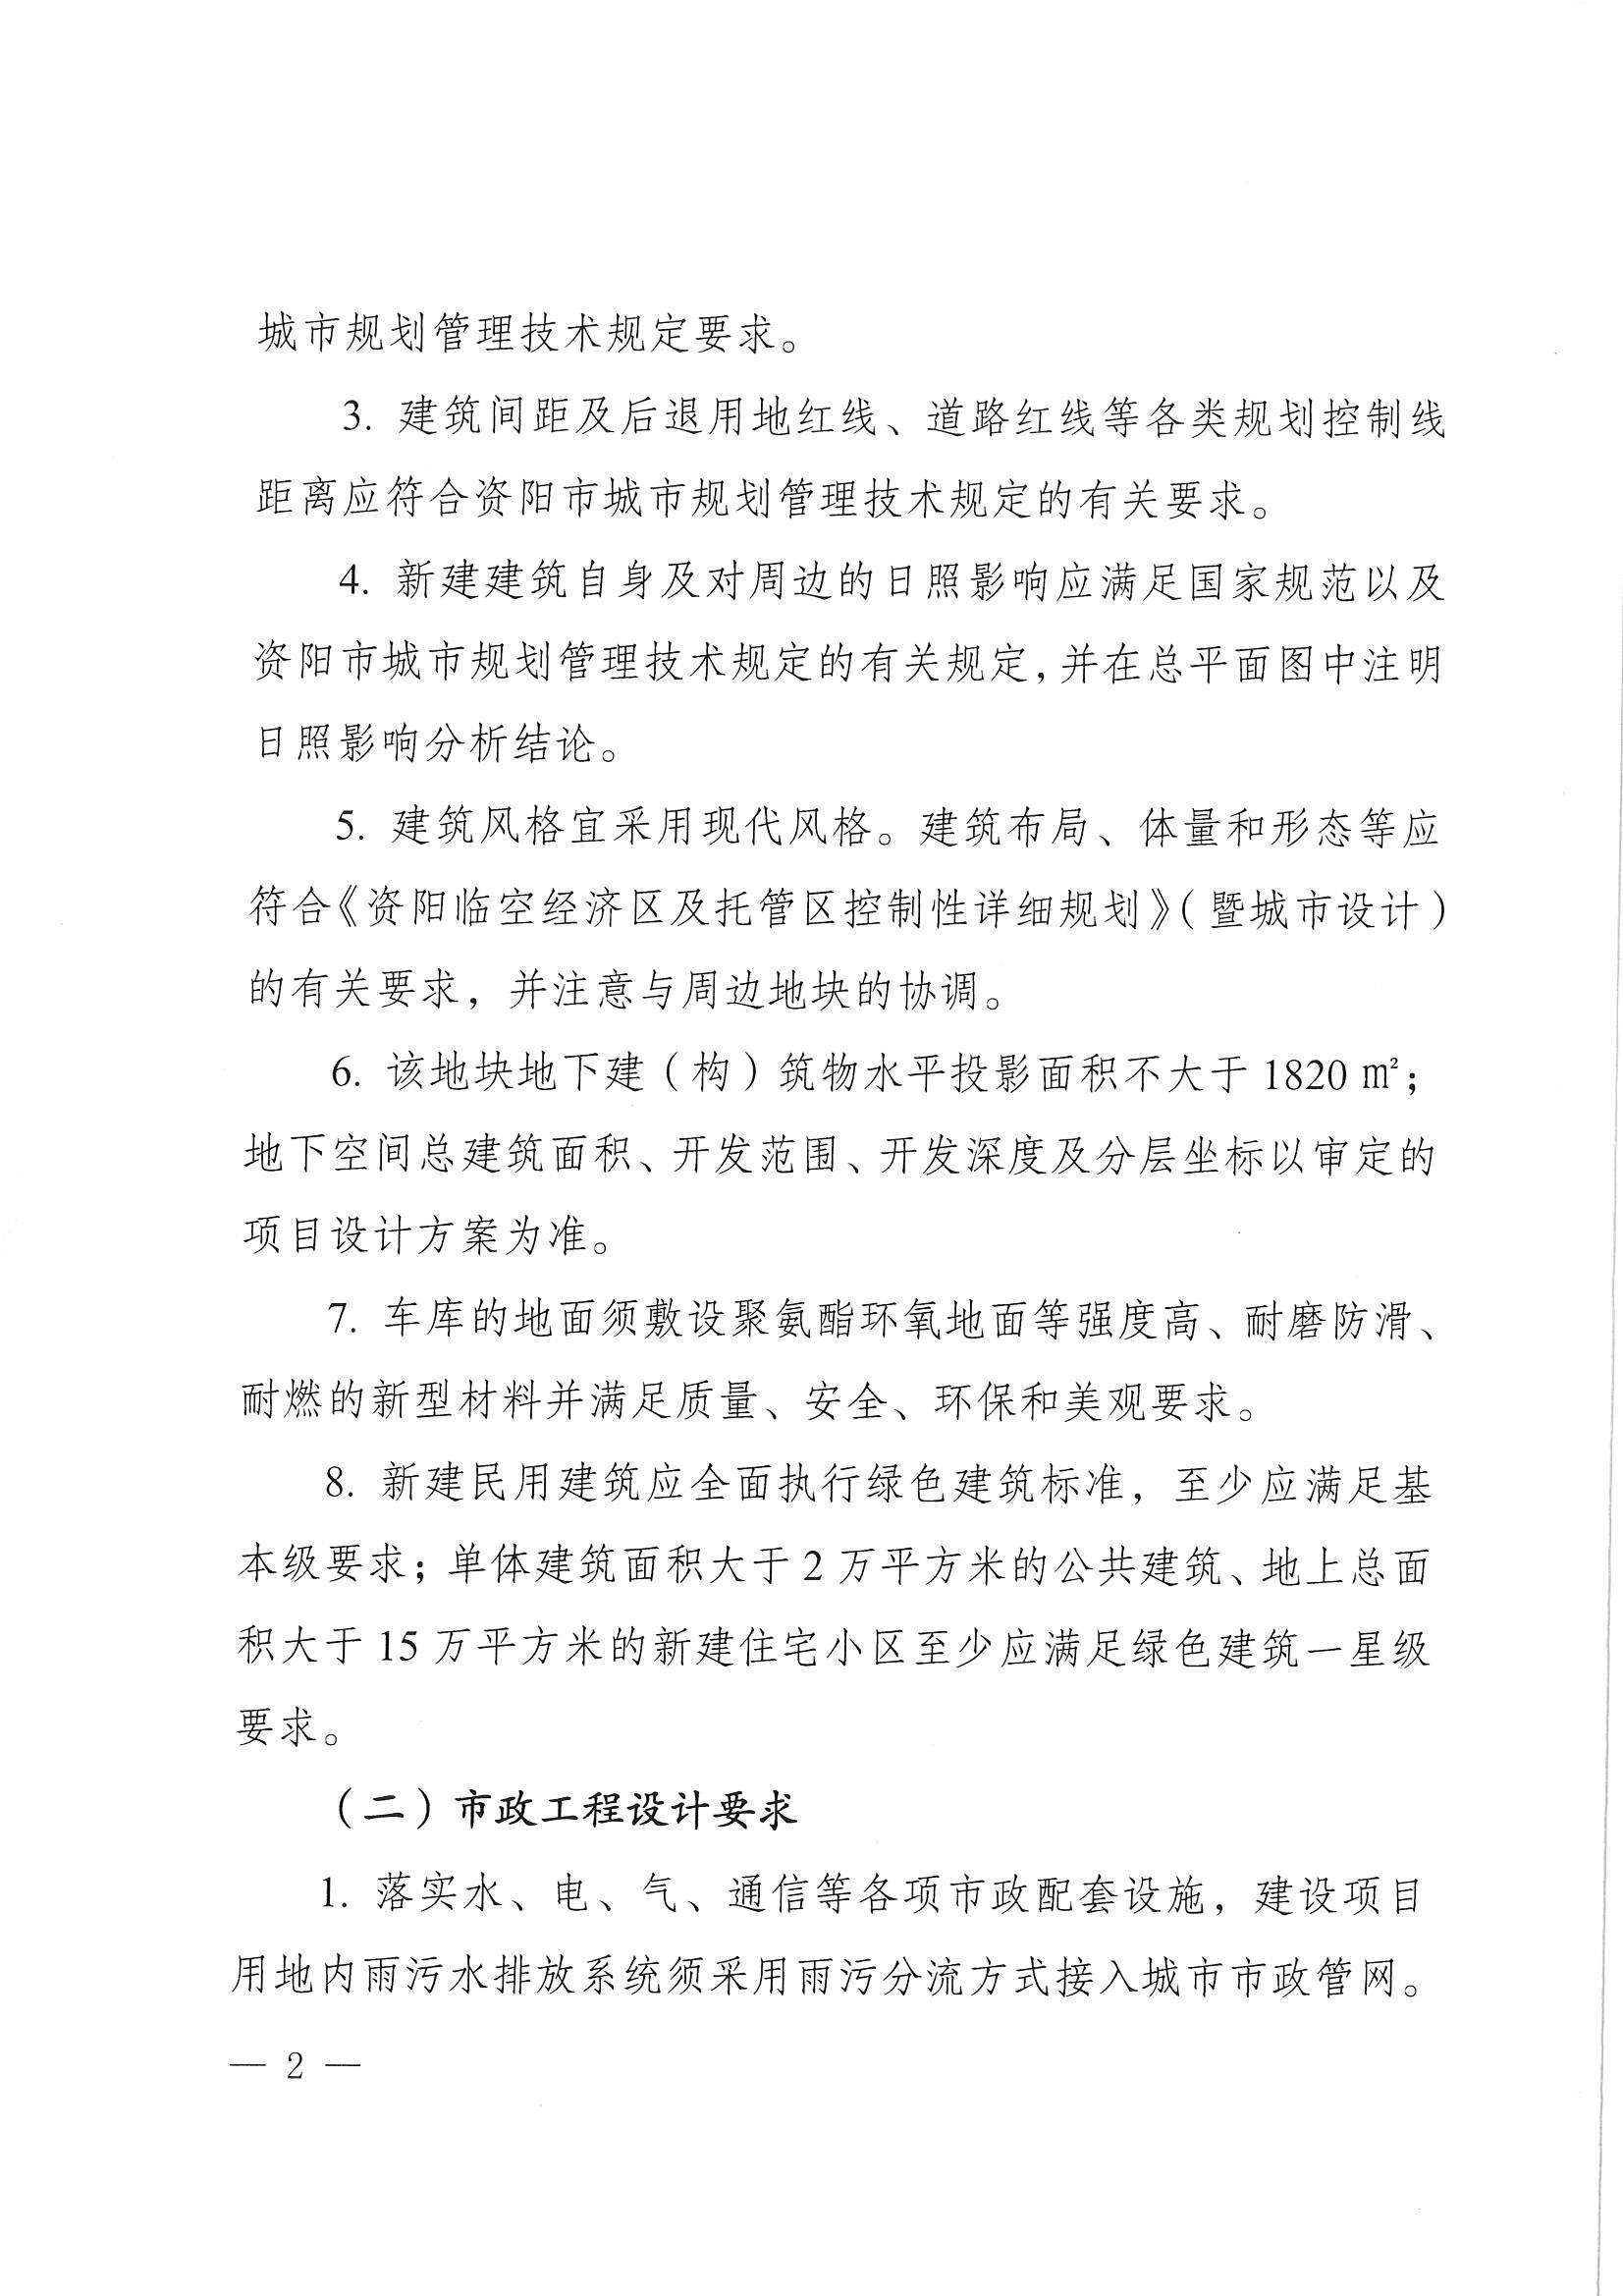 城市规划管理技术规定要求。
3. 建筑间距及后退用地红线、道路红线等各类规划控制线
距离应符合资阳市城市规划管理技术规定的有关要求。
4. 新建建筑自身及对周边的日照影响应满足国家规范以及
资阳市城市规划管理技术规定的有关规定,并在总平面图中注明
日照影响分析结论。
5. 建筑风格宜采用现代风格。建筑布局、体量和形态等应
符合《资阳临空经济区及托管区控制性详细规划》（暨城市设计）
的有关要求，并注意与周边地块的协调。
6. 该地块地下建（构）筑物水平投影面积不大于 1820 ㎡；
地下空间总建筑面积、开发范围、开发深度及分层坐标以审定的
项目设计方案为准。
7. 车库的地面须敷设聚氨酯环氧地面等强度高、耐磨防滑、
耐燃的新型材料并满足质量、安全、环保和美观要求。
8. 新建民用建筑应全面执行绿色建筑标准，至少应满足基
本级要求；单体建筑面积大于 2 万平方米的公共建筑、地上总面
积大于 15 万平方米的新建住宅小区至少应满足绿色建筑一星级
要求。
（二）市政工程设计要求
1. 落实水、电、气、通信等各项市政配套设施，建设项目
用地内雨污水排放系统须采用雨污分流方式接入城市市政管网。
— 2 —